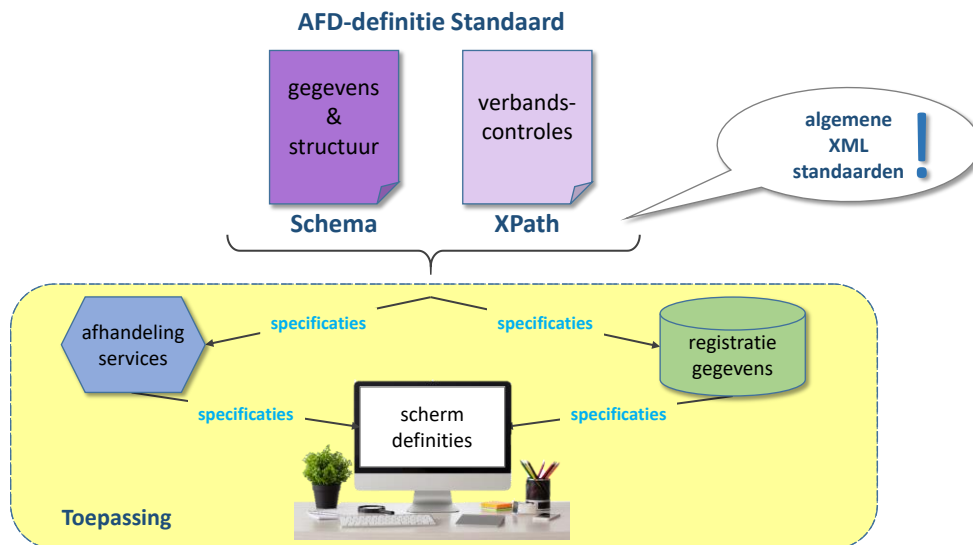 AFD-definitie Standaard
gegevens
&
structuur
verbands-
controles
algemene
XML
standaarden
!
Schema
XPath
specificaties
specificaties
afhandeling
services
registratie
gegevens
specificaties
specificaties
scherm
definities
Toepassing